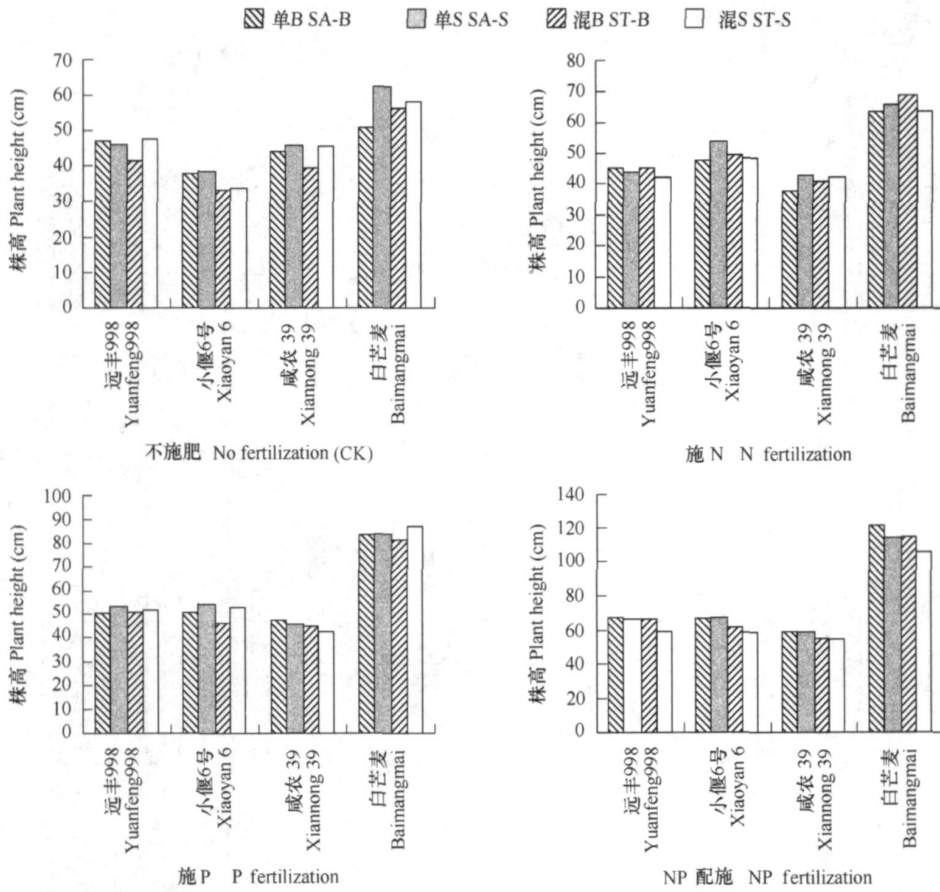 单B SA-B 单S SA-S 混B ST-B 混S ST-S
株高 Plant height (cm)
70
60
50
40
30
20
10
0
远丰998 Yuanfeng998
小偃6号 Xiaoyan 6
咸农 39 Xiannong 39
白芒麦 Baimangmai
不施肥 No fertilization (CK)
株高 Plant height (cm)
80
70
60
50
40
30
20
10
0
远丰998 Yuanfeng998
小偃6号 Xiaoyan 6
咸农 39 Xiannong 39
白芒麦 Baimangmai
施 N N fertilization
株高 Plant height (cm)
100
90
80
70
60
50
40
30
20
10
0
远丰998 Yuanfeng998
小偃6号 Xiaoyan 6
咸农 39 Xiannong 39
白芒麦 Baimangmai
施 P P fertilization
株高 Plant height (cm)
140
120
100
80
60
40
20
0
远丰998 Yuanfeng998
小偃6号 Xiaoyan 6
咸农 39 Xiannong 39
白芒麦 Baimangmai
NP 配施 NP fertilization